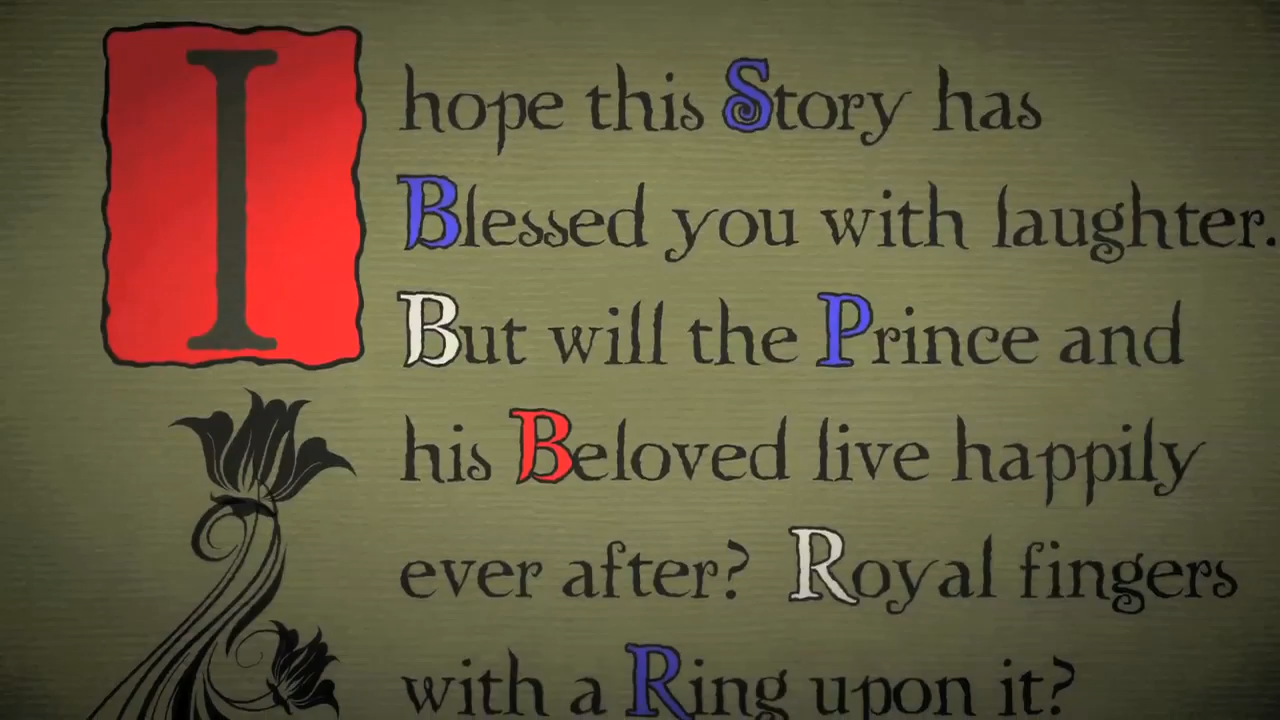 I hope this Story has
Blessed you with laughter.
But will the Prince and
his Beloved live happily
ever after? Royal fingers
with a Ring upon it?